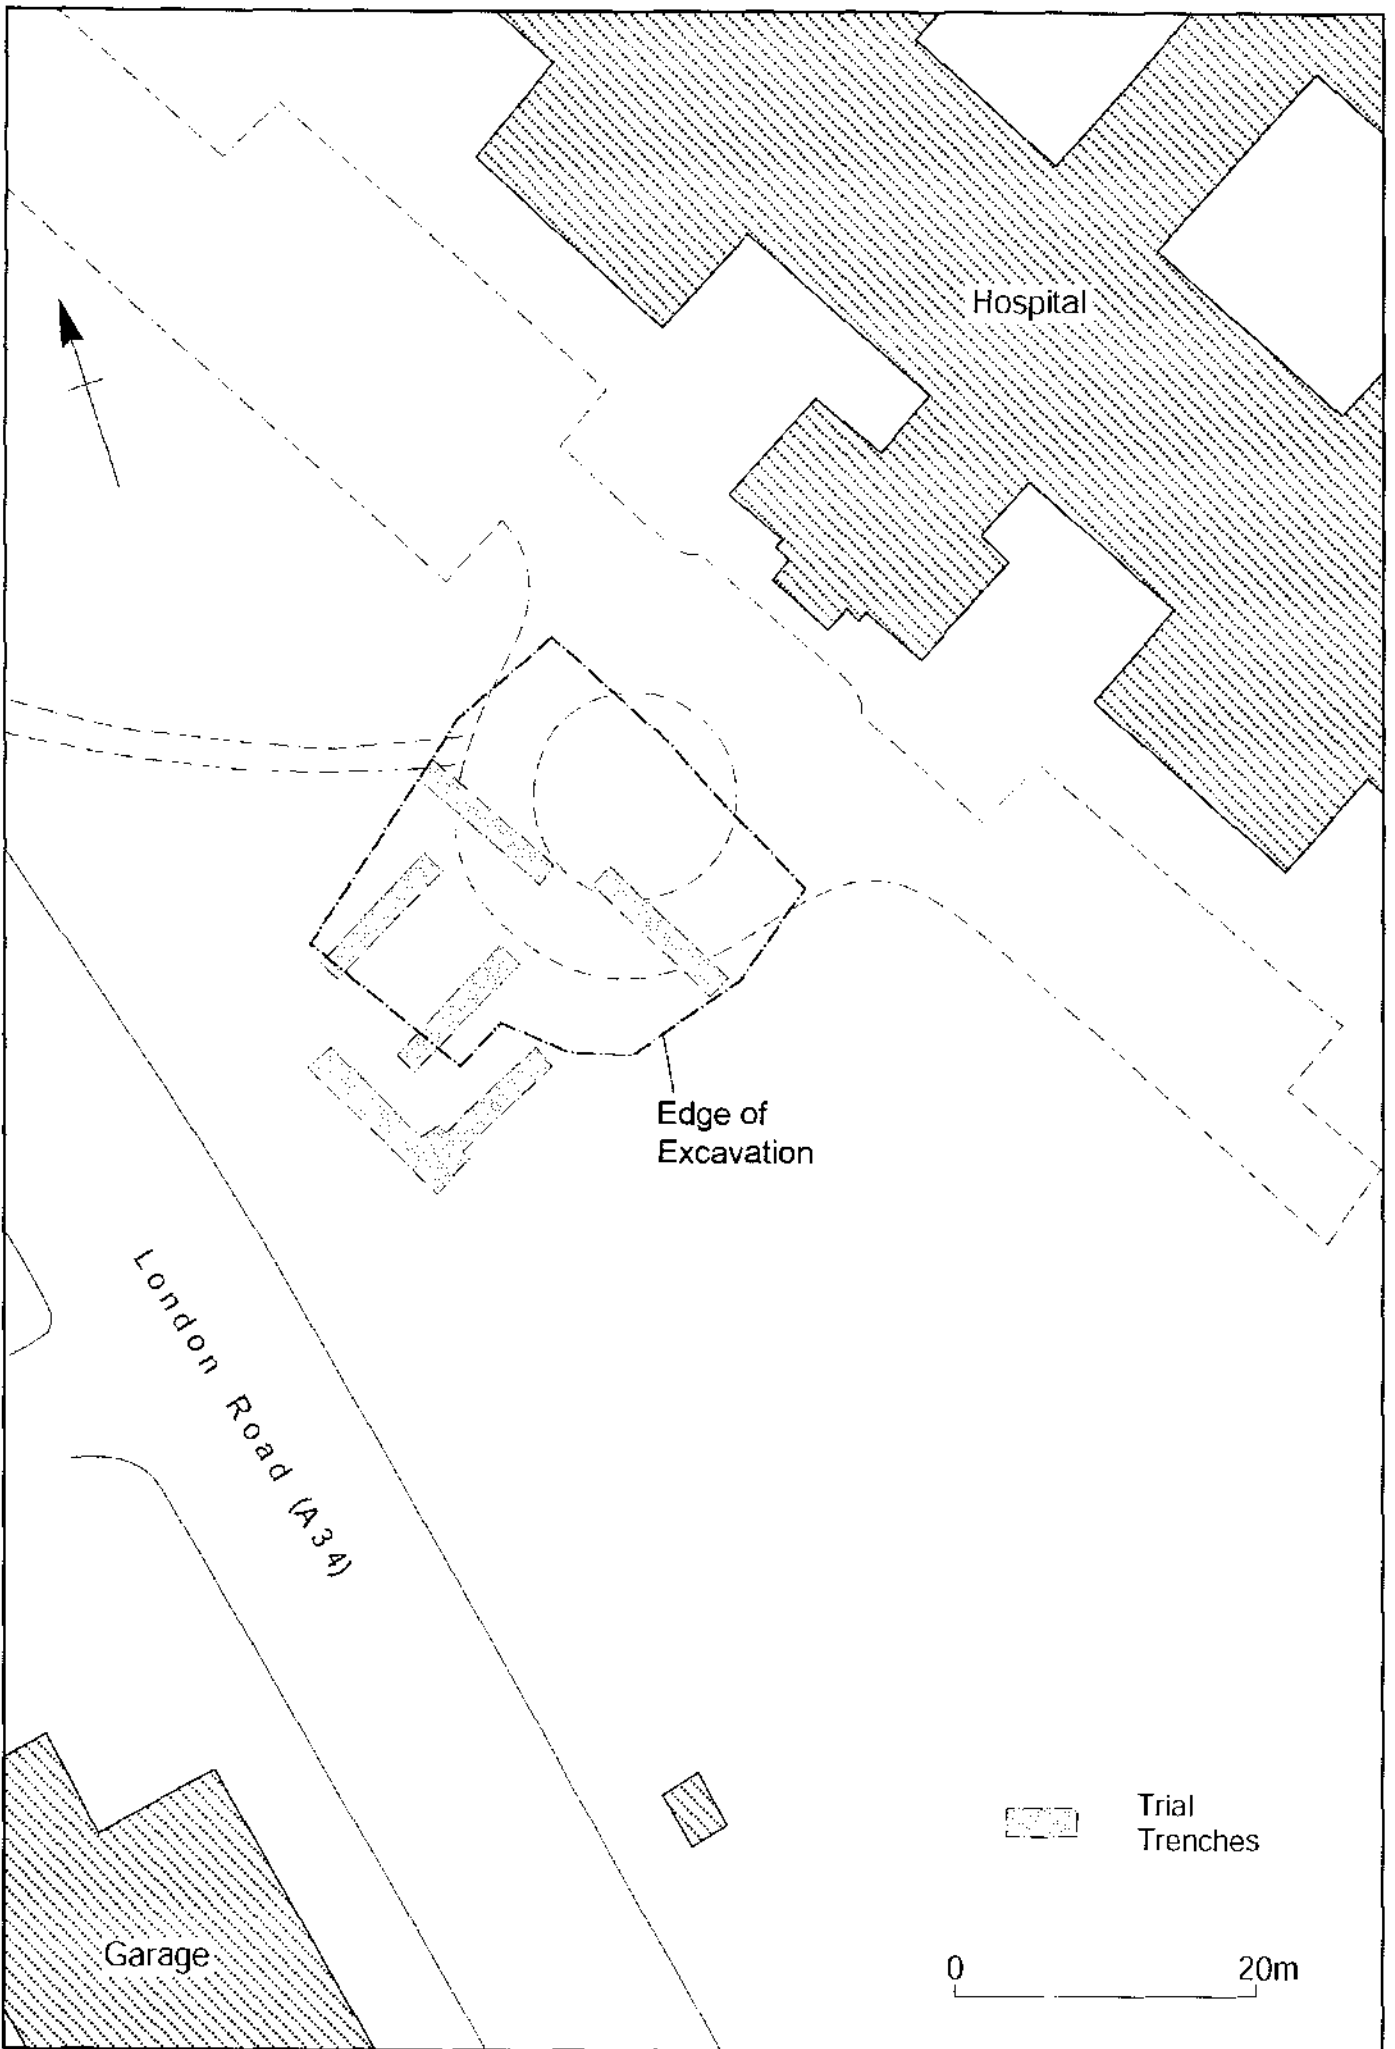 Hospital
Edge of
Excavation
London Road (A34)
Trial
Trenches
Garage
0 20m